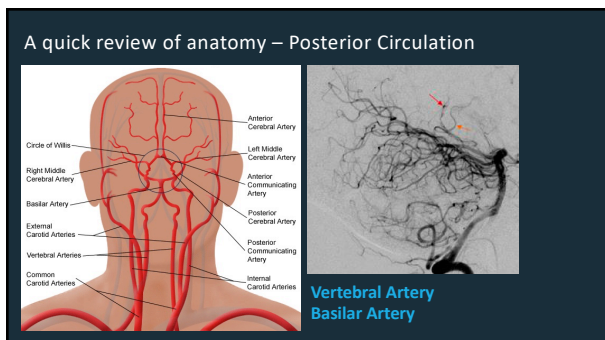 A quick review of anatomy – Posterior Circulation
Anterior
Cerebral Artery
Circle of Willis
Left Middle
Cerebral Artery
Right Middle
Cerebral Artery
Anterior
Communicating
Artery
Basilar Artery
Posterior
Cerebral Artery
External
Carotid Arteries
Posterior
Communicating
Artery
Vertebral Arteries
Common
Carotid Arteries
Internal
Carotid Arteries
Vertebral Artery
Basilar Artery